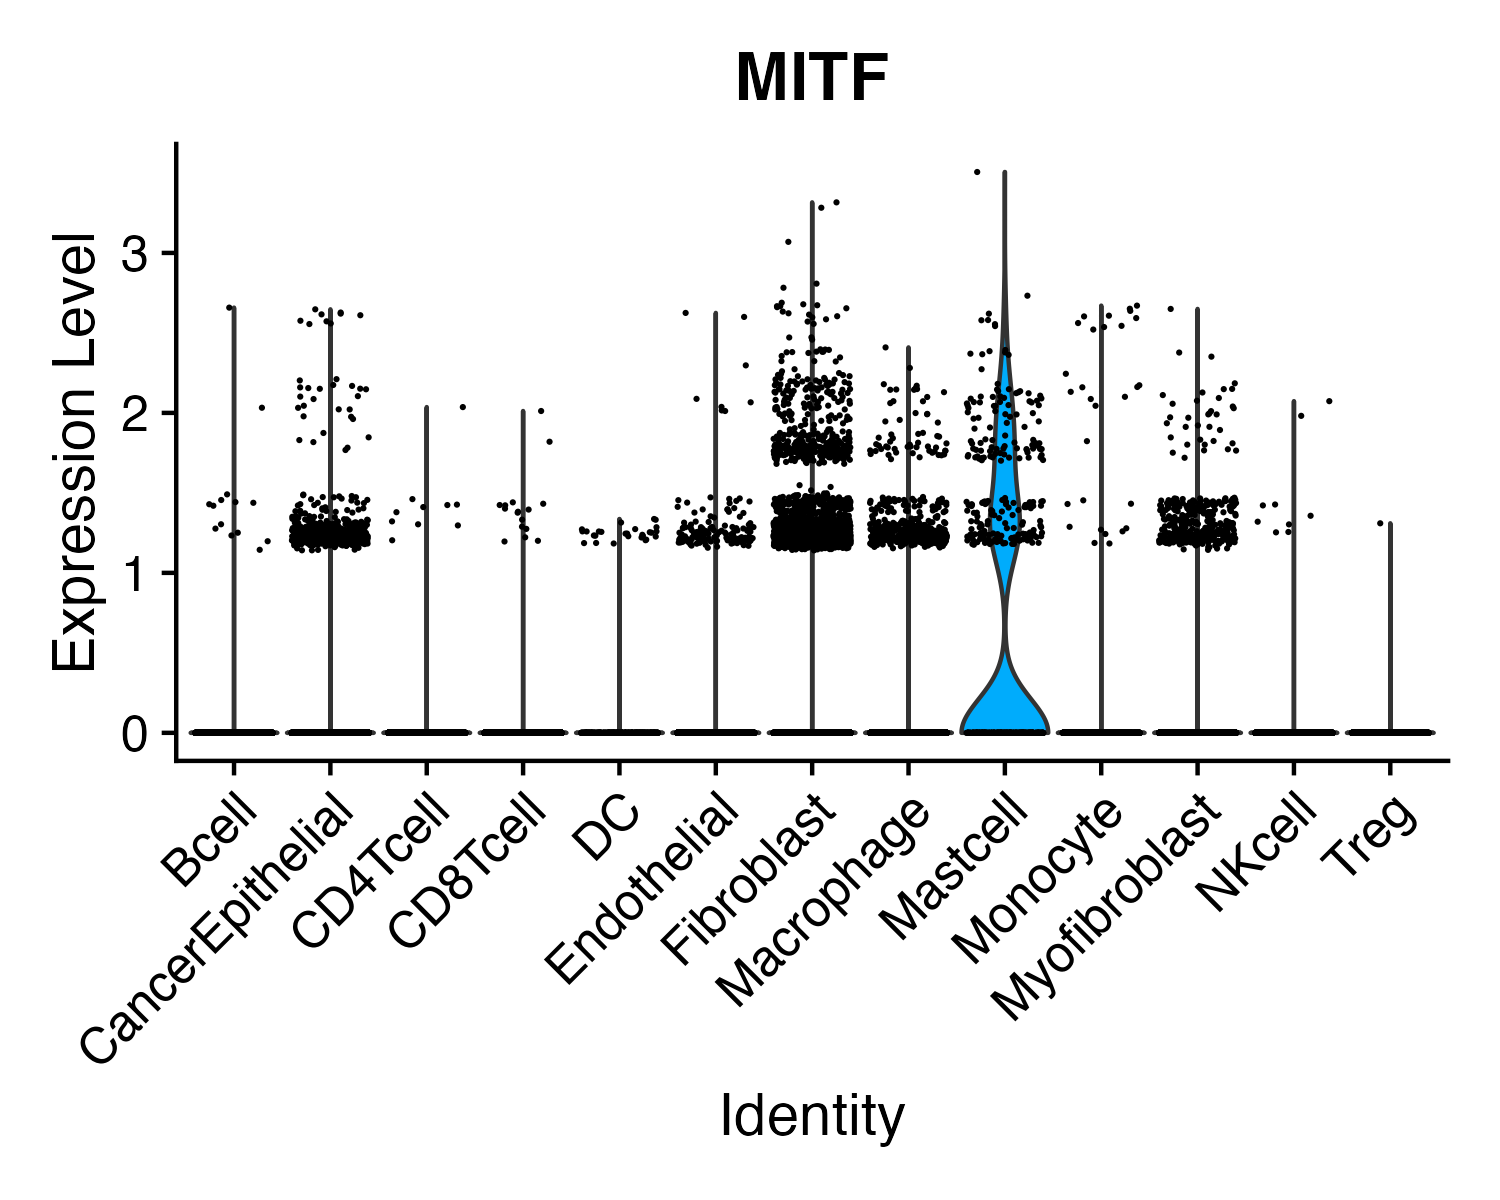 MITF
Expression Level
3
2
1
0
Bcell
CancerEpithelial
CD4Tcell
CD8Tcell
DC
Endothelial
Fibroblast
Macrophage
Mastcell
Monocyte
Myofibroblast
NKcell
Treg
Identity